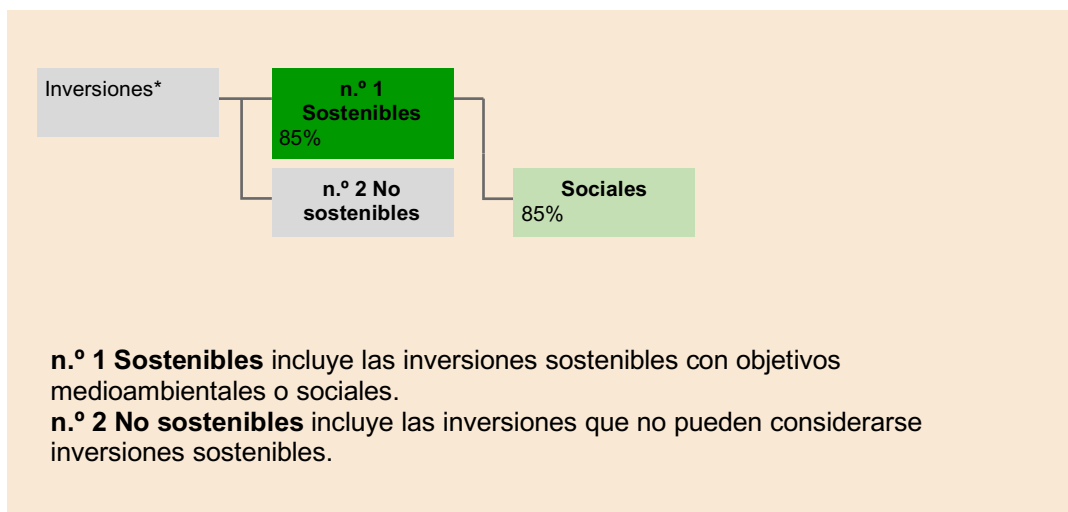 Inversiones*
n.º 1
Sostenibles
85%
n.º 2 No
sostenibles
Sociales
85%
n.º 1 Sostenibles incluye las inversiones sostenibles con objetivos
medioambientales o sociales.
n.º 2 No sostenibles incluye las inversiones que no pueden considerarse
inversiones sostenibles.